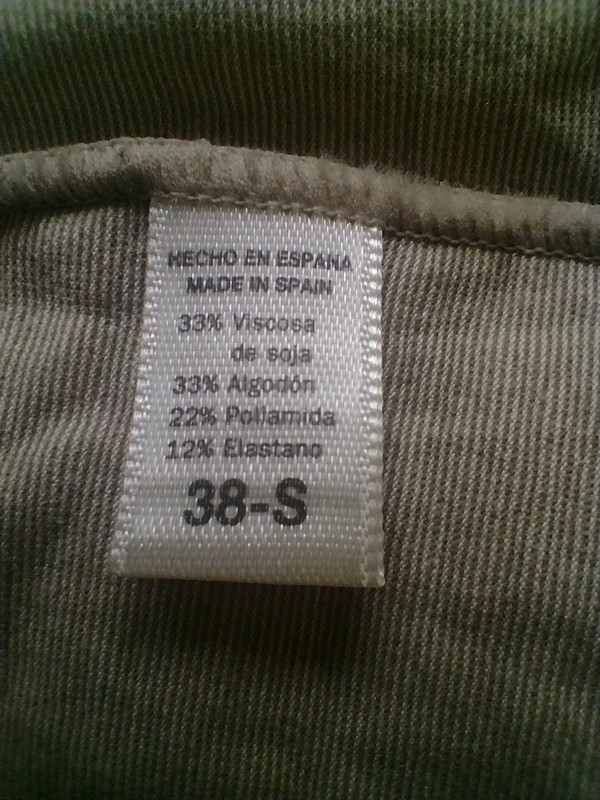 HECHO EN ESPAÑA
MADE IN SPAIN
33% Viscosa
de soja
33% Algodón
22% Poliamida
12% Elastano
38-S